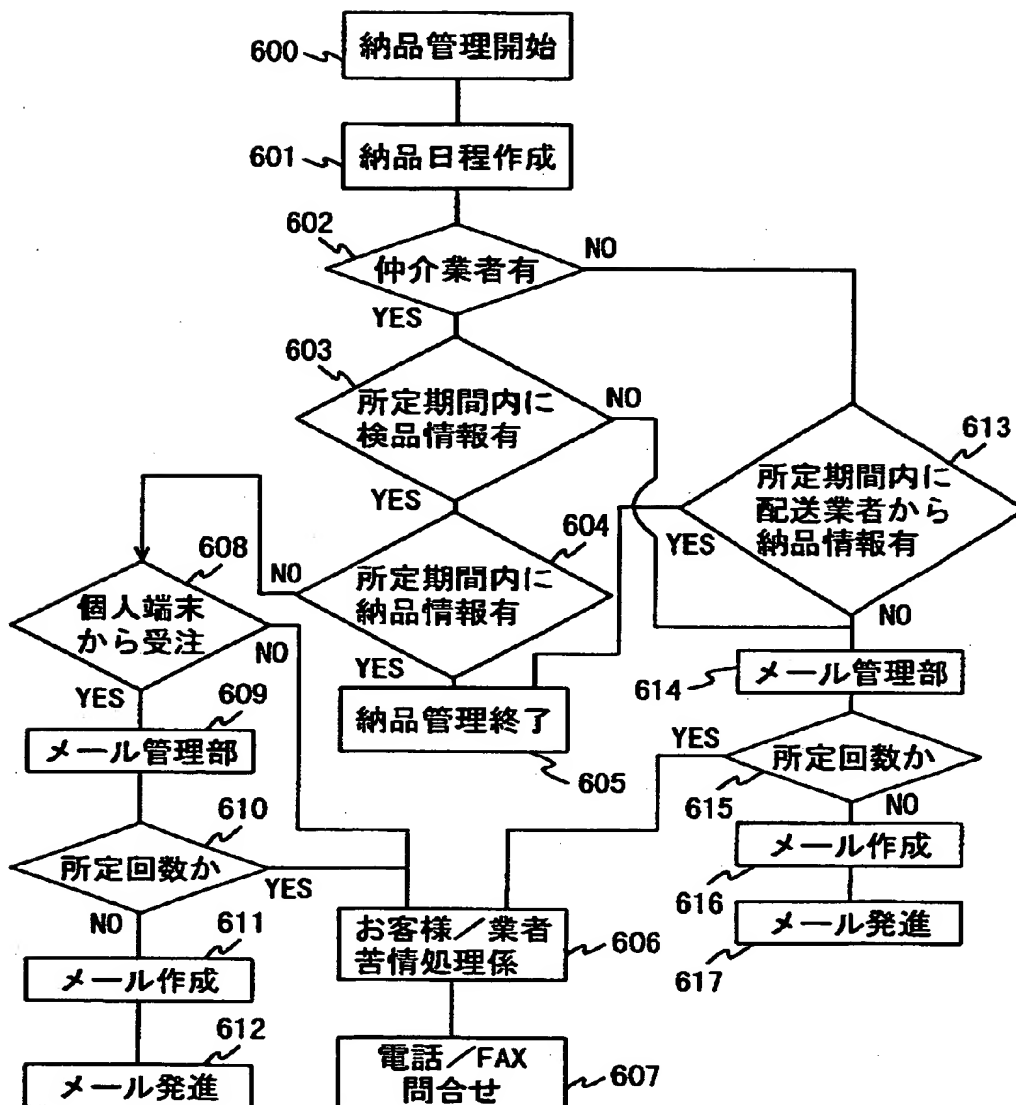 600
納品管理開始
601
納品日程作成
602
仲介業者有
NO
YES
603
所定期間内に
検品情報有
NO
YES
613
所定期間内に
配送業者から
納品情報有
YES
NO
604
所定期間内に
納品情報有
NO
YES
納品管理終了
605
608
個人端末
から受注
NO
YES
609
メール管理部
610
所定回数か
YES
NO
611
メール作成
612
メール発進
614
メール管理部
YES
所定回数か
615
NO
メール作成
616
メール発進
617
お客様/業者
苦情処理係
606
電話/FAX
問合せ
607